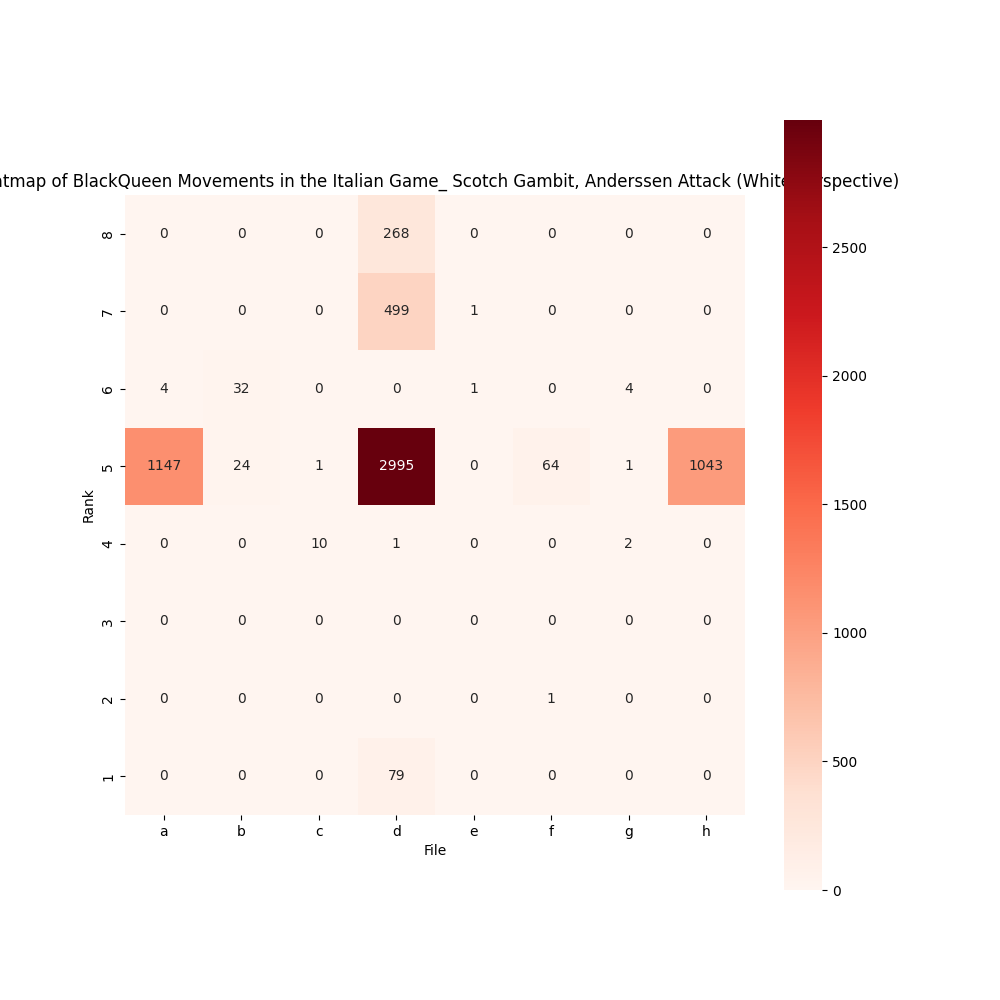 atmap of BlackQueen Movements in the Italian Game_ Scotch Gambit, Anderssen Attack (White Perspective)
8 0 0 0 268 0 0 0 0
7 0 0 0 499 1 0 0 0
6 4 32 0 0 1 0 4 0
5 1147 24 1 2995 0 64 1 1043
4 0 0 10 1 0 0 2 0
3 0 0 0 0 0 0 0 0
2 0 0 0 0 0 1 0 0
1 0 0 0 79 0 0 0 0
a b c d e f g h
File
Rank
2500
2000
1500
1000
500
0